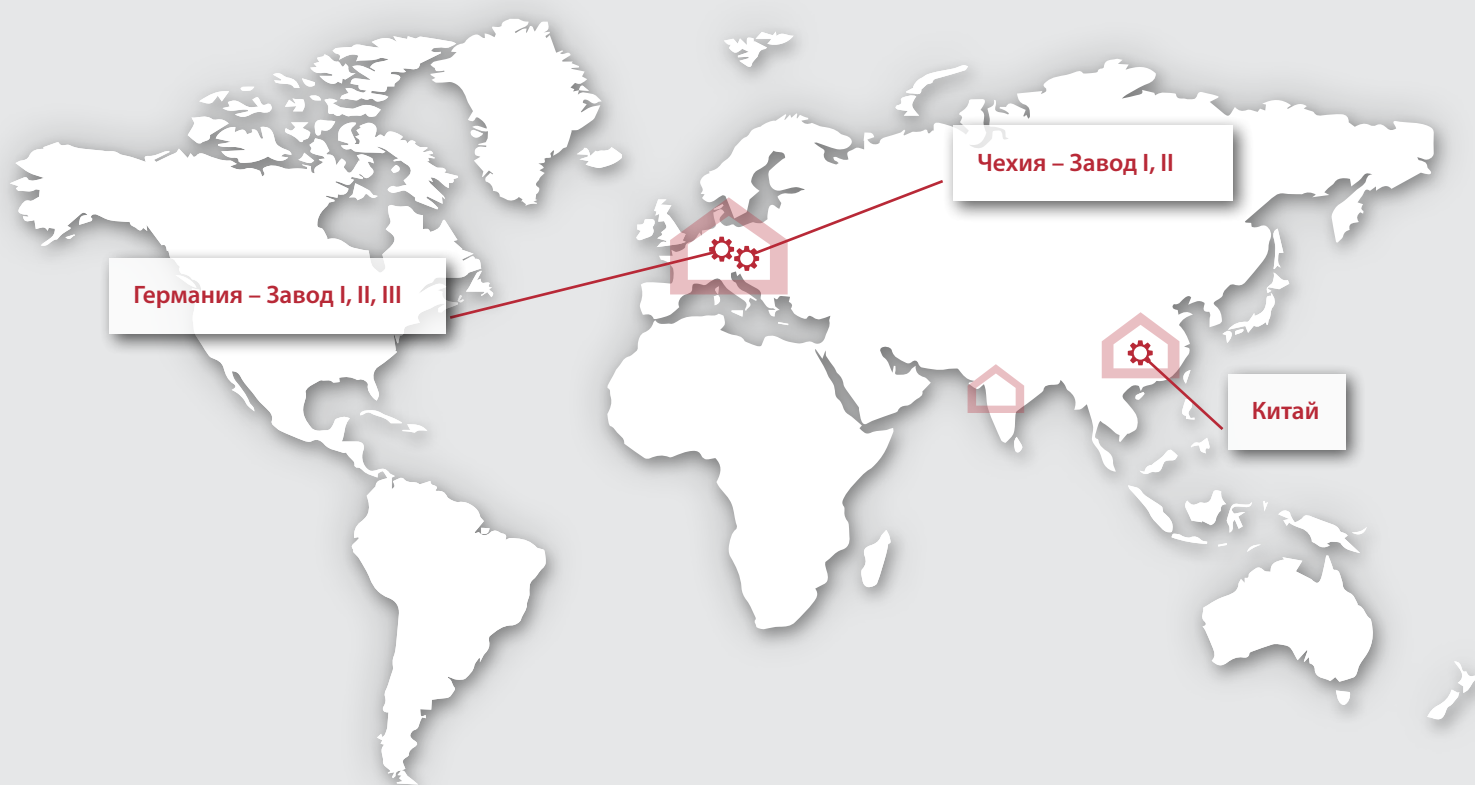 Чехия – Завод I, II
Германия – Завод I, II, III
Китай